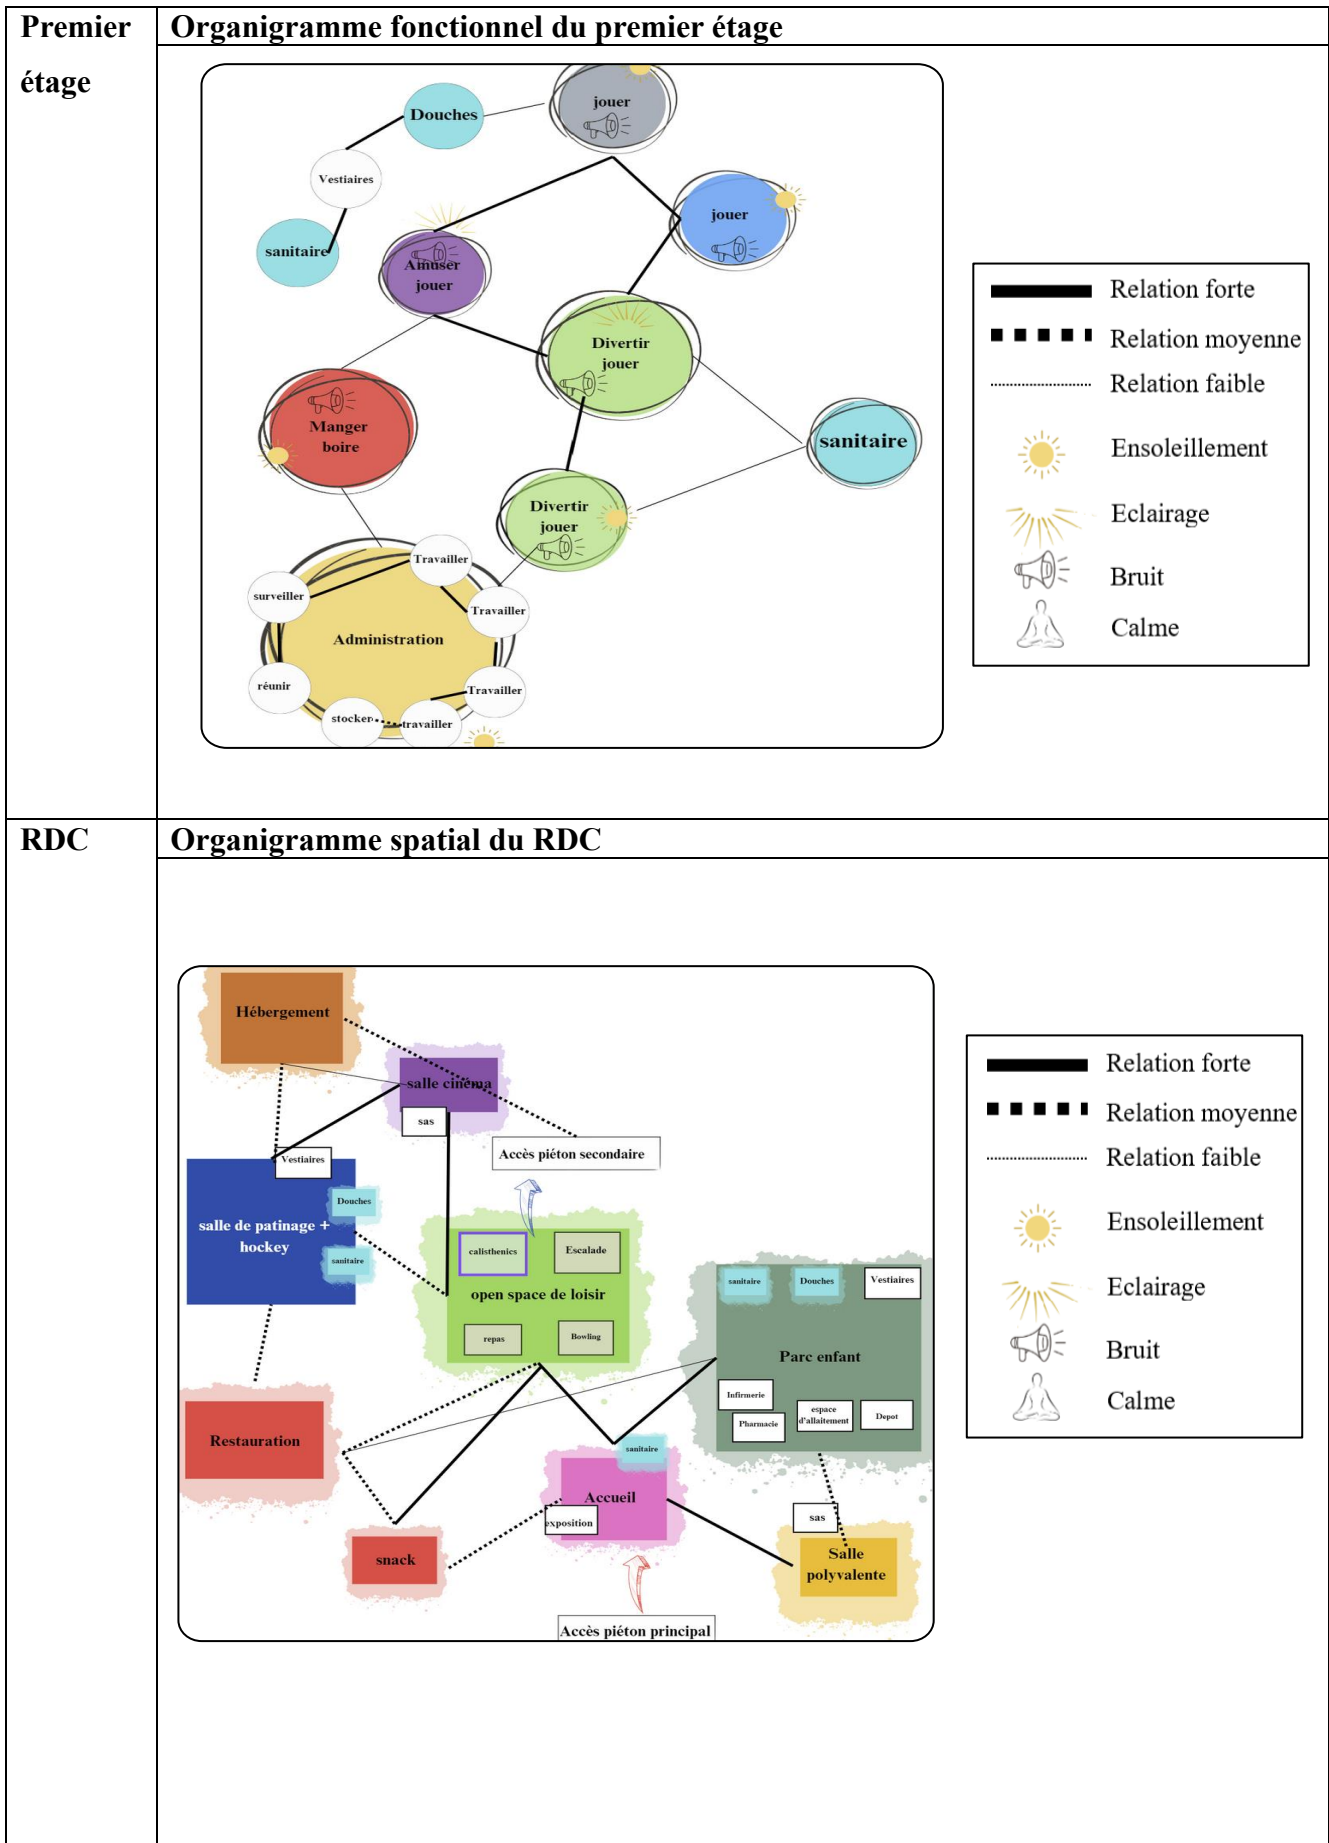 Premier
étage
Organigramme fonctionnel du premier étage
jouer
Douches
Vestiaires
jouer
sanitaire
Amuser
jouer
Divertir
jouer
Manger
boire
sanitaire
Divertir
jouer
Travailler
surveiller
Travailler
Administration
réunir
Travailler
stocker
travailler
Relation forte
Relation moyenne
Relation faible
Ensoleillement
Eclairage
Bruit
Calme
RDC
Organigramme spatial du RDC
Hébergement
salle cinéma
sas
Accès piéton secondaire
Vestiaires
Douches
salle de patinage +
hockey
sanitaire
calisthenics
Escalade
open space de loisir
repas
Bowling
sanitaire
Douches
Vestiaires
Parc enfant
Infirmerie
Pharmacie
espace
d'allaitement
Depot
Restauration
sanitaire
Accueil
exposition
sas
snack
Salle
polyvalente
Accès piéton principal
Relation forte
Relation moyenne
Relation faible
Ensoleillement
Eclairage
Bruit
Calme